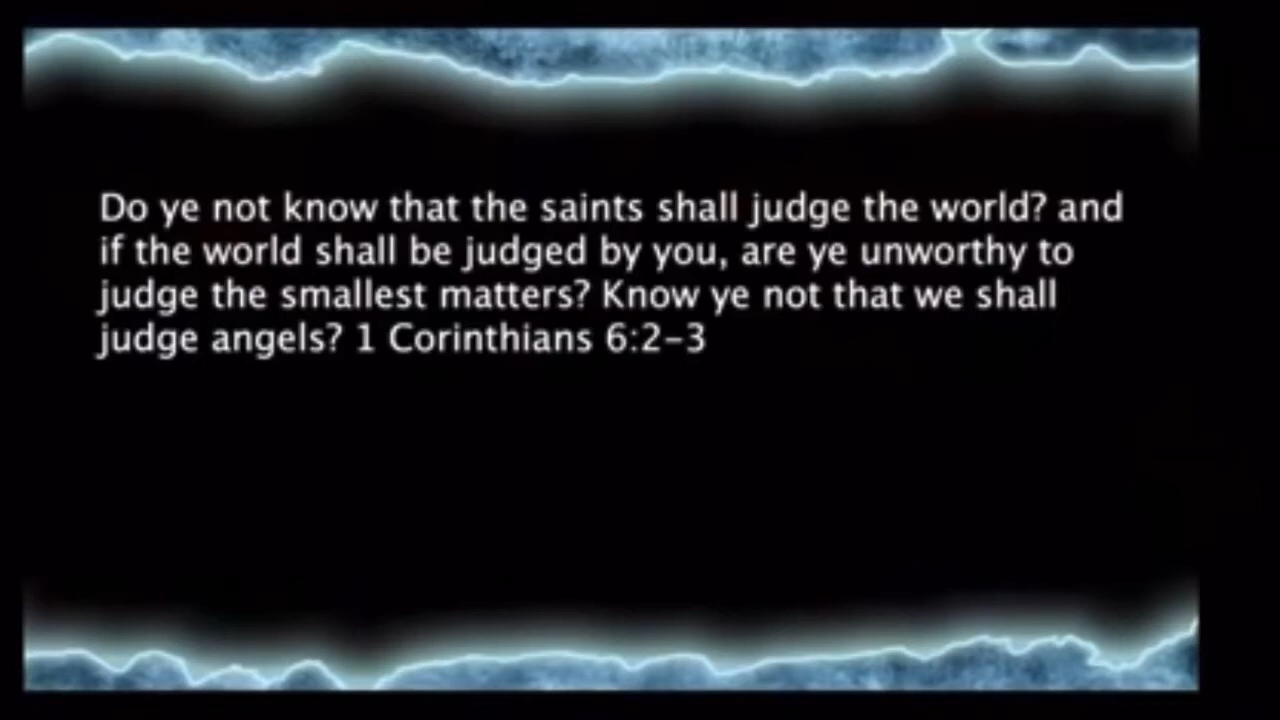 Do ye not know that the saints shall judge the world? and
if the world shall be judged by you, are ye unworthy to
judge the smallest matters? Know ye not that we shall
judge angels? 1 Corinthians 6:2-3